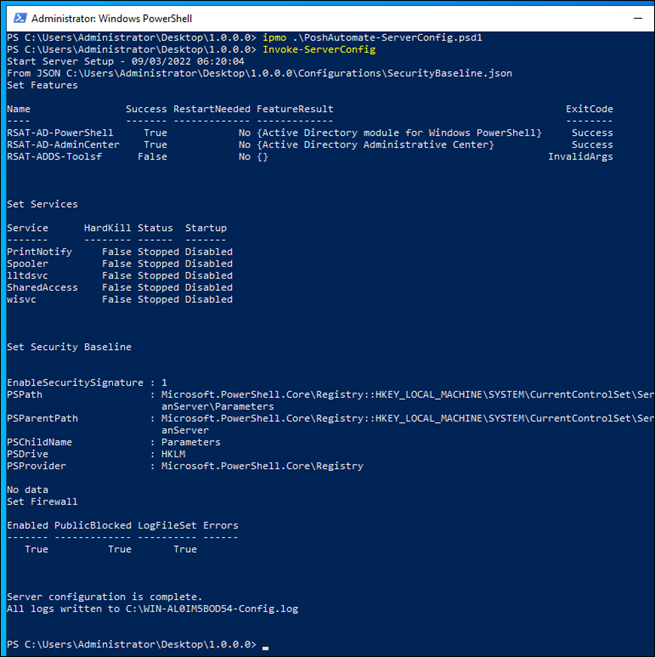 Administrator: Windows PowerShell
PS C:\Users\Administrator\Desktop\1.0.0.0> ipmo .\PoshAutomate-ServerConfig.psd1
PS C:\Users\Administrator\Desktop\1.0.0.0> Invoke-ServerConfig
Start Server Setup - 09/03/2022 06:20:04
From JSON C:\Users\Administrator\Desktop\1.0.0.0\Configurations\SecurityBaseline.json
Set Features
Name                Success RestartNeeded FeatureResult                                      ExitCode
----                ------- ------------- -------------                                      --------
RSAT-AD-PowerShell     True            No {Active Directory module for Windows PowerShell}    Success
RSAT-AD-AdminCenter    True            No {Active Directory Administrative Center}            Success
RSAT-ADDS-Toolsf      False            No {}                                              InvalidArgs
Set Services
Service      HardKill Status  Startup
-------      -------- ------  -------
PrintNotify     False Stopped Disabled
Spooler         False Stopped Disabled
lltdsvc         False Stopped Disabled
SharedAccess    False Stopped Disabled
wisvc           False Stopped Disabled
Set Security Baseline
EnableSecuritySignature : 1
PSPath                  : Microsoft.PowerShell.Core\Registry::HKEY_LOCAL_MACHINE\SYSTEM\CurrentControlSet\Ser
                          anServer\Parameters
PSParentPath            : Microsoft.PowerShell.Core\Registry::HKEY_LOCAL_MACHINE\SYSTEM\CurrentControlSet\Ser
                          anServer
PSChildName             : Parameters
PSDrive                 : HKLM
PSProvider              : Microsoft.PowerShell.Core\Registry
No data
Set Firewall
Enabled PublicBlocked LogFileSet Errors
------- ------------- ---------- ------
   True          True       True
Server configuration is complete.
All logs written to C:\WIN-AL0IM5BOD54-Config.log
PS C:\Users\Administrator\Desktop\1.0.0.0>